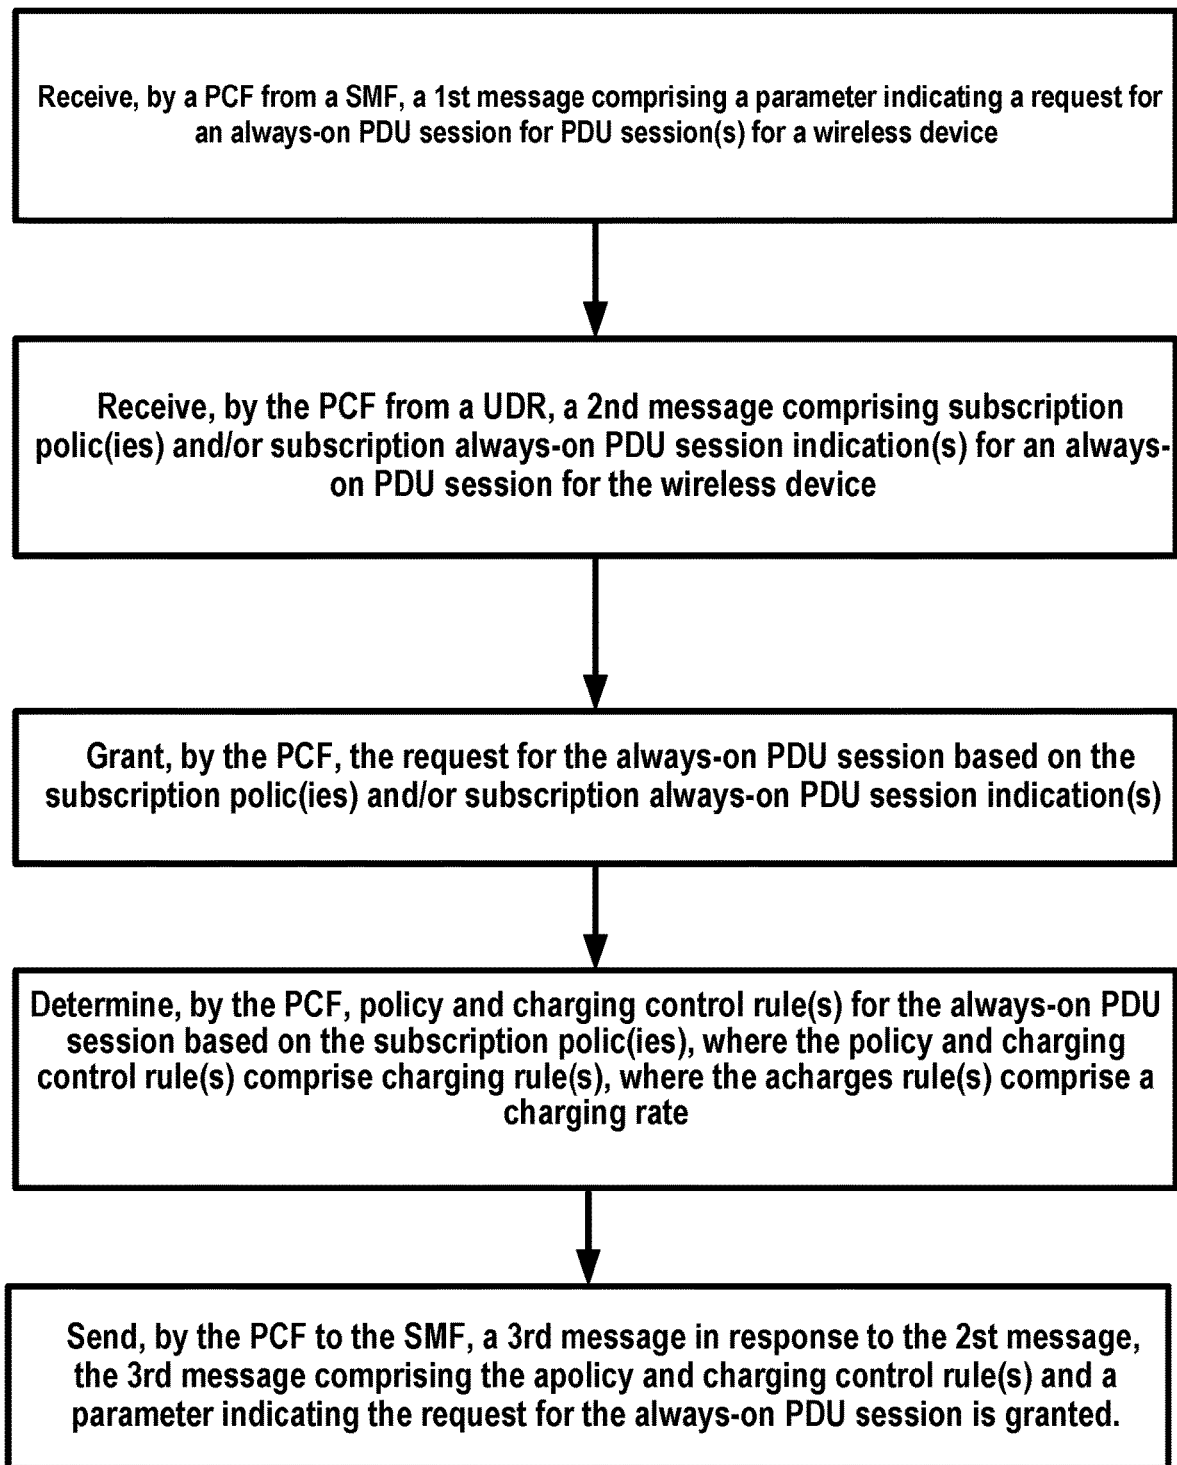 Receive, by a PCF from a SMF, a 1st message comprising a parameter indicating a request for
an always-on PDU session for PDU session(s) for a wireless device
Receive, by the PCF from a UDR, a 2nd message comprising subscription
polic(ies) and/or subscription always-on PDU session indication(s) for an always-
on PDU session for the wireless device
Grant, by the PCF, the request for the always-on PDU session based on the
subscription polic(ies) and/or subscription always-on PDU session indication(s)
Determine, by the PCF, policy and charging control rule(s) for the always-on PDU
session based on the subscription polic(ies), where the policy and charging
control rule(s) comprise charging rule(s), where the acharges rule(s) comprise a
charging rate
Send, by the PCF to the SMF, a 3rd message in response to the 2st message,
the 3rd message comprising the apolicy and charging control rule(s) and a
parameter indicating the request for the always-on PDU session is granted.